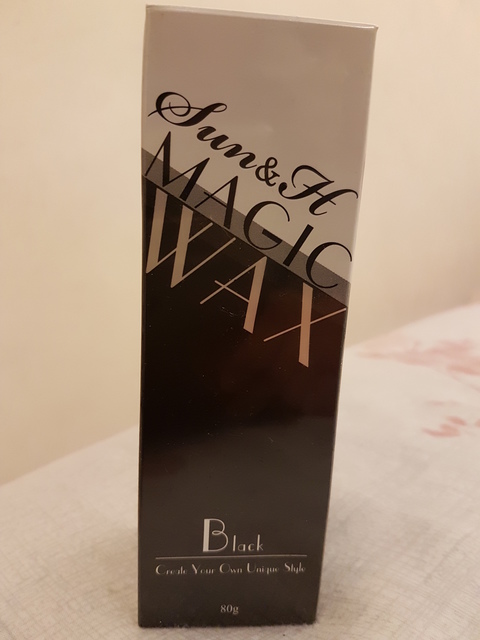 Sun&H
MAGIC
WAX
Black
Create Your Own Unique Style
80g